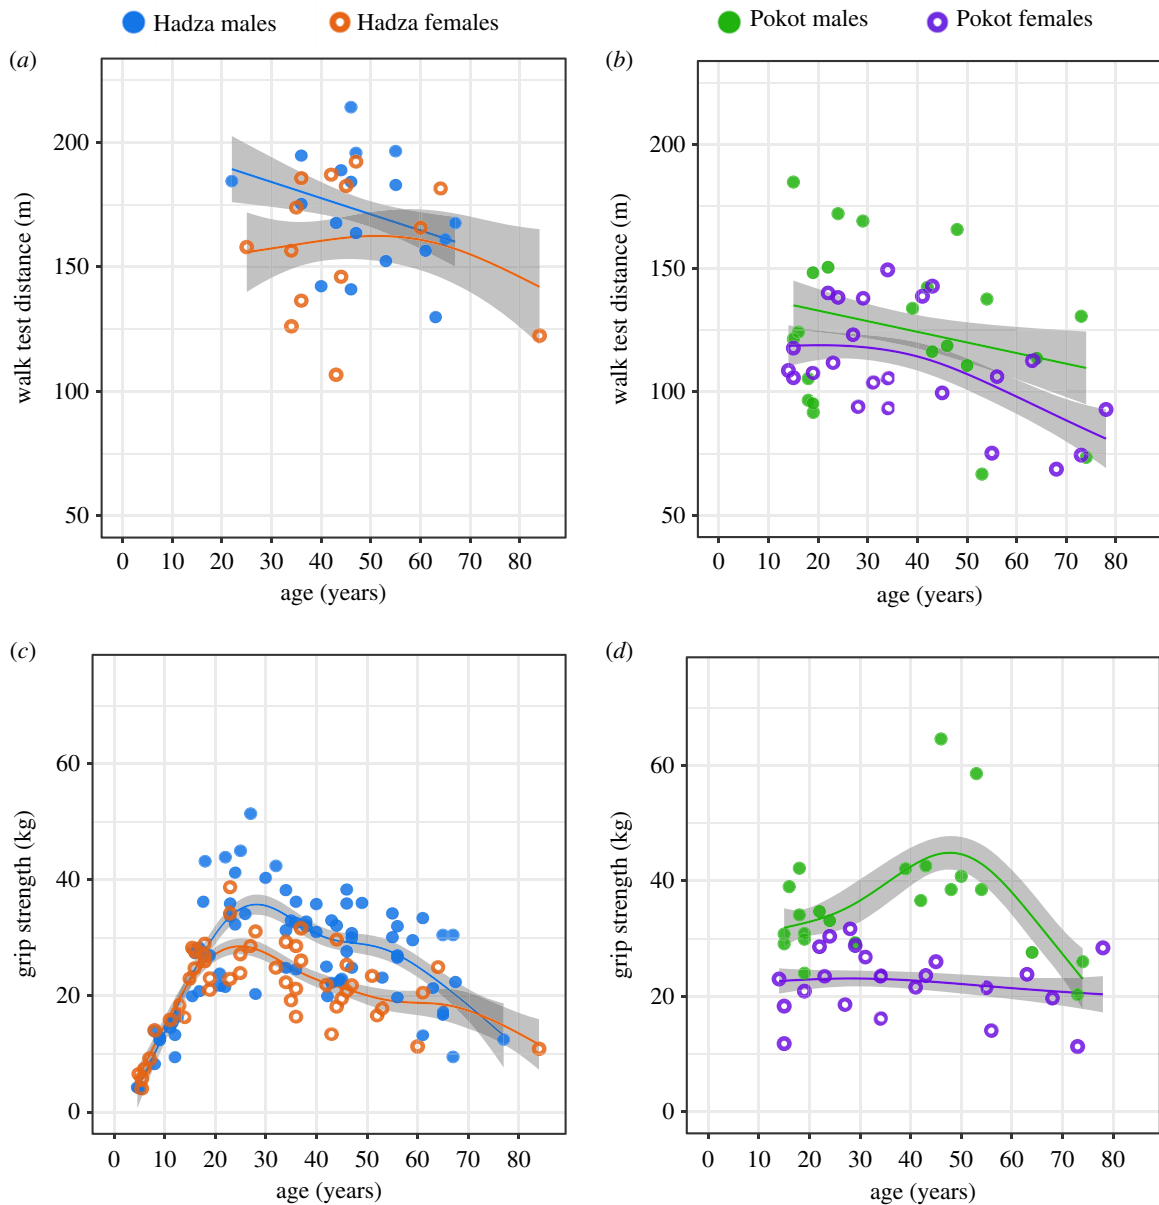 Hadza males Hadza females Pokot males Pokot females
(a) (b)
walk test distance (m)
200
150
100
50
0 10 20 30 40 50 60 70 80
age (years)
walk test distance (m)
200
150
100
50
0 10 20 30 40 50 60 70 80
age (years)
(c) (d)
grip strength (kg)
60
40
20
0
0 10 20 30 40 50 60 70 80
age (years)
grip strength (kg)
60
40
20
0
0 10 20 30 40 50 60 70 80
age (years)